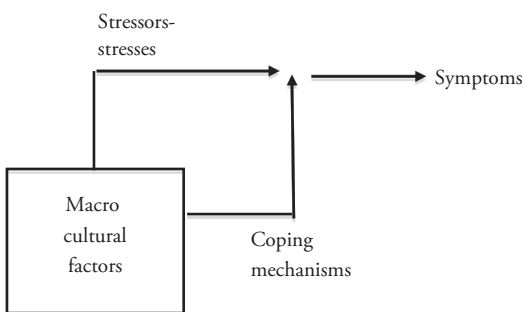 Stressors-
stresses
Symptoms
Macro
cultural
factors
Coping
mechanisms